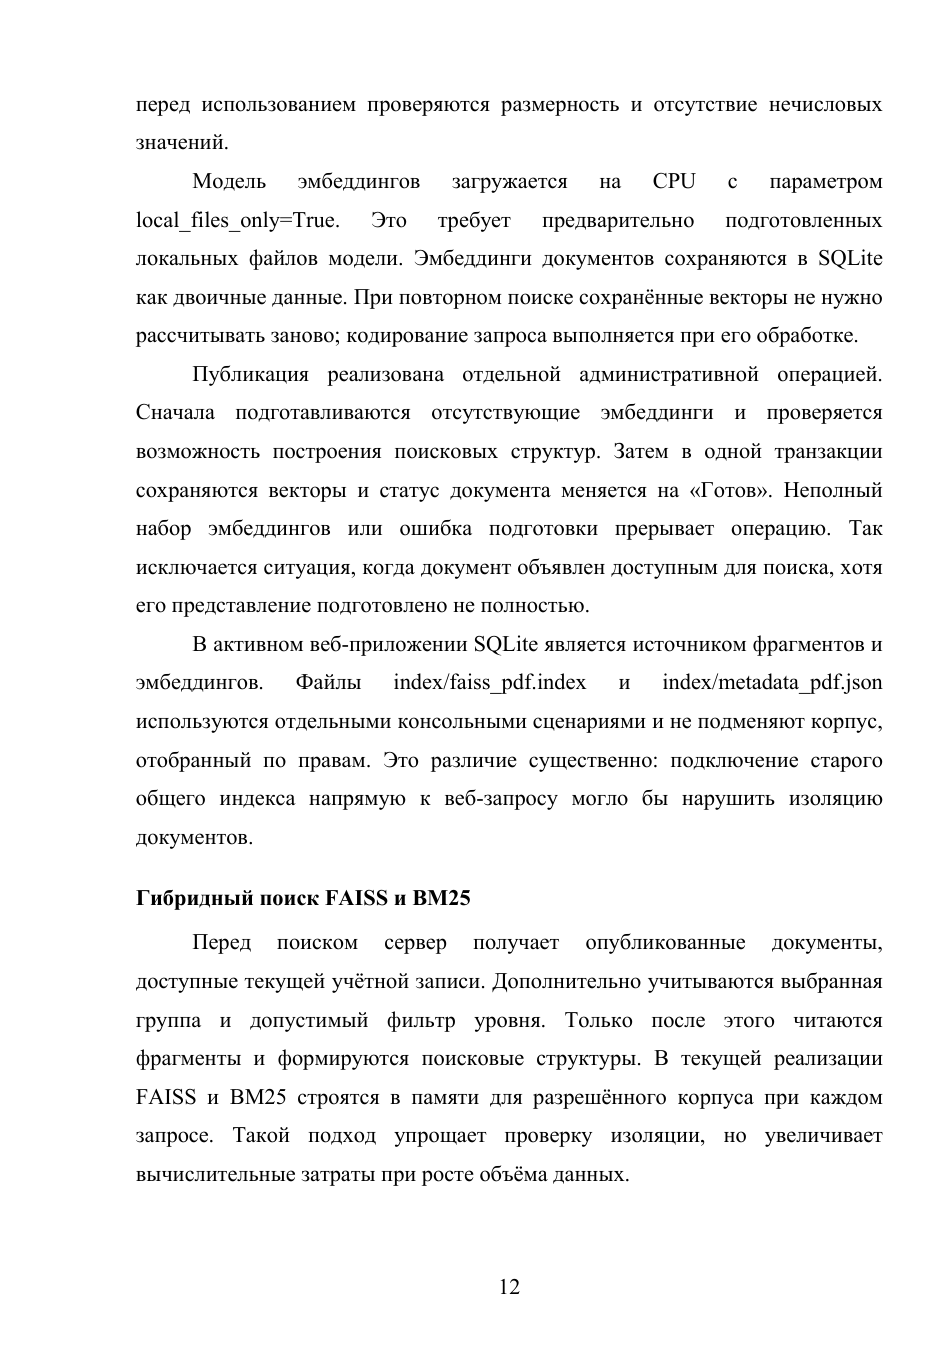 перед использованием проверяются размерность и отсутствие нечисловых
значений.
Модель эмбеддингов загружается на CPU с параметром
local_files_only=True. Это требует предварительно подготовленных
локальных файлов модели. Эмбеддинги документов сохраняются в SQLite
как двоичные данные. При повторном поиске сохранённые векторы не нужно
рассчитывать заново; кодирование запроса выполняется при его обработке.
Публикация реализована отдельной административной операцией.
Сначала подготавливаются отсутствующие эмбеддинги и проверяется
возможность построения поисковых структур. Затем в одной транзакции
сохраняются векторы и статус документа меняется на «Готов». Неполный
набор эмбеддингов или ошибка подготовки прерывает операцию. Так
исключается ситуация, когда документ объявлен доступным для поиска, хотя
его представление подготовлено не полностью.
В активном веб-приложении SQLite является источником фрагментов и
эмбеддингов. Файлы index/faiss_pdf.index и index/metadata_pdf.json
используются отдельными консольными сценариями и не подменяют корпус,
отобранный по правам. Это различие существенно: подключение старого
общего индекса напрямую к веб-запросу могло бы нарушить изоляцию
документов.
Гибридный поиск FAISS и BM25
Перед поиском сервер получает опубликованные документы,
доступные текущей учётной записи. Дополнительно учитываются выбранная
группа и допустимый фильтр уровня. Только после этого читаются
фрагменты и формируются поисковые структуры. В текущей реализации
FAISS и BM25 строятся в памяти для разрешённого корпуса при каждом
запросе. Такой подход упрощает проверку изоляции, но увеличивает
вычислительные затраты при росте объёма данных.
12